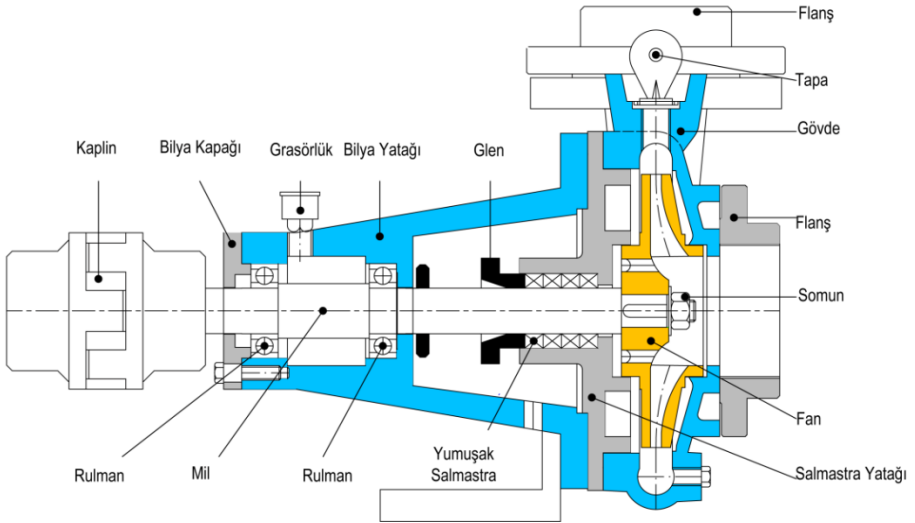 Flanş
Tapa
Gövde
Kaplin
Bilya Kapağı
Grasörlük
Bilya Yatağı
Glen
Flanş
Somun
Fan
Rulman
Mil
Rulman
Yumuşak
Salmastra
Salmastra Yatağı